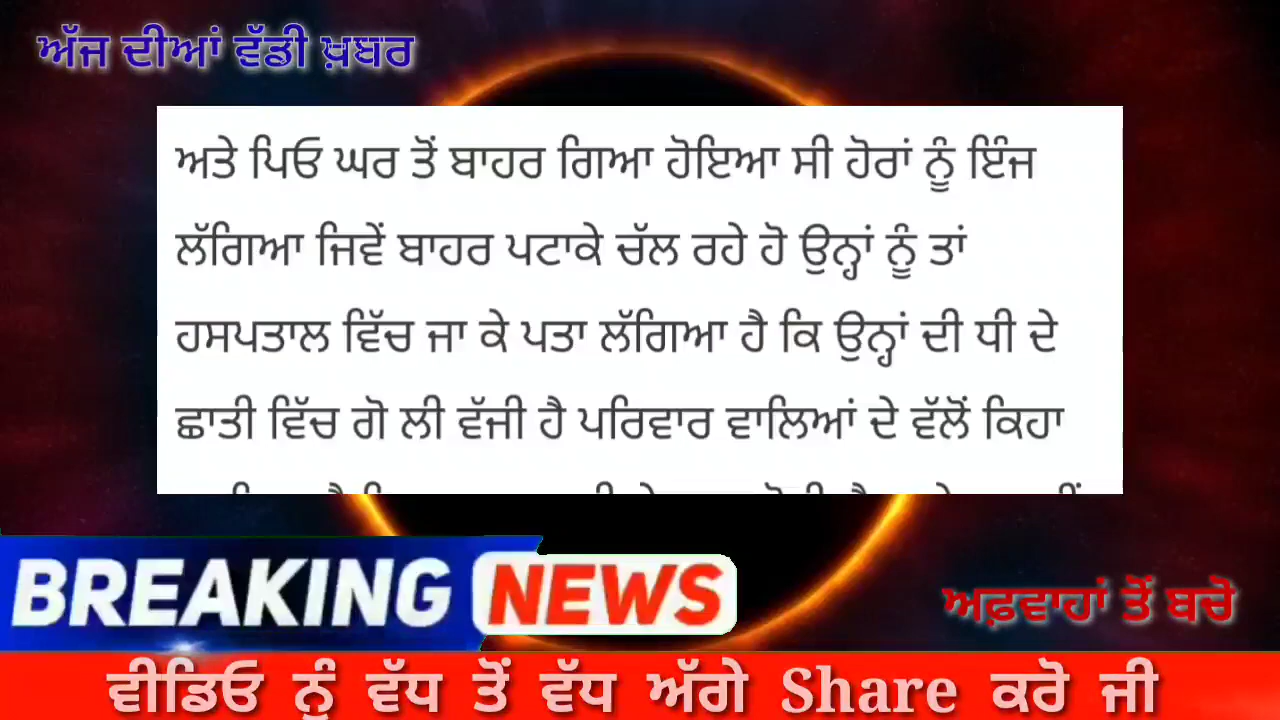 ਅੱਜ ਦੀਆਂ ਵੱਡੀ ਖ਼ਬਰ
ਅਤੇ ਪਿਓ ਘਰ ਤੋਂ ਬਾਹਰ ਗਿਆ ਹੋਇਆ ਸੀ ਹੋਰਾਂ ਨੂੰ ਇੰਜ
ਲੱਗਿਆ ਜਿਵੇਂ ਬਾਹਰ ਪਟਾਕੇ ਚੱਲ ਰਹੇ ਹੋ ਉਨ੍ਹਾਂ ਨੂੰ ਤਾਂ
ਹਸਪਤਾਲ ਵਿੱਚ ਜਾ ਕੇ ਪਤਾ ਲੱਗਿਆ ਹੈ ਕਿ ਉਨ੍ਹਾਂ ਦੀ ਧੀ ਦੇ
ਛਾਤੀ ਵਿੱਚ ਗੋ ਲੀ ਵੱਜੀ ਹੈ ਪਰਿਵਾਰ ਵਾਲਿਆਂ ਦੇ ਵੱਲੋਂ ਕਿਹਾ
BREAKING NEWS
ਅਫ਼ਵਾਹਾਂ ਤੋਂ ਬਚੋ
ਵੀਡਿਓ ਨੂੰ ਵੱਧ ਤੋਂ ਵੱਧ ਅੱਗੇ Share ਕਰੋ ਜੀ